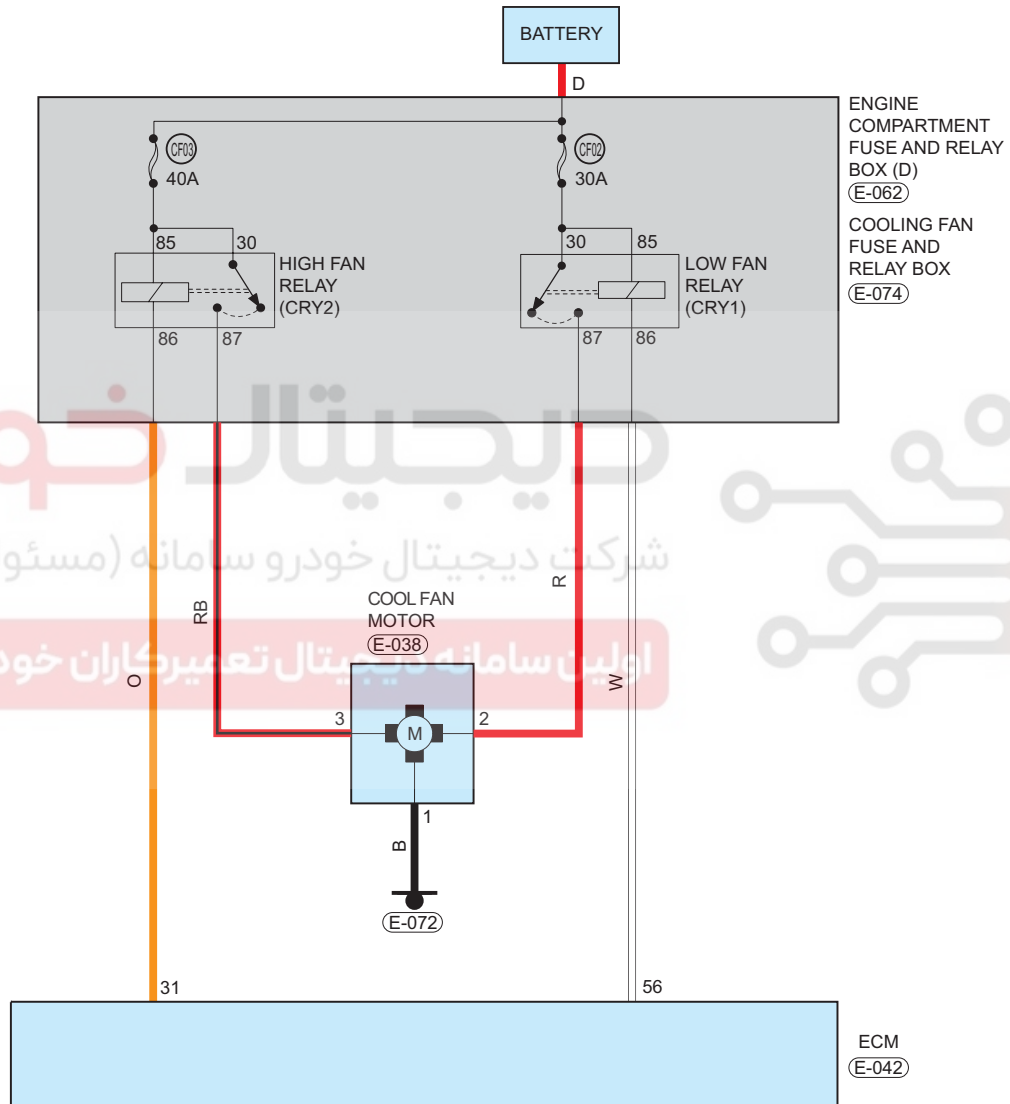 BATTERY
D
ENGINE
COMPARTMENT
FUSE AND RELAY
BOX (D)
E-062
COOLING FAN
FUSE AND
RELAY BOX
E-074
CF03
40A
CF02
30A
85
30
HIGH FAN
RELAY
(CRY2)
86
87
30
85
LOW FAN
RELAY
(CRY1)
87
86
دیجیتال خو
شرکت دیجیتال خودرو سامانه (مسئو
اولین سامانه دیجیتال تعمیرکاران خود
O
RB
R
W
COOL FAN
MOTOR
E-038
3
M
2
1
B
E-072
31
56
ECM
E-042